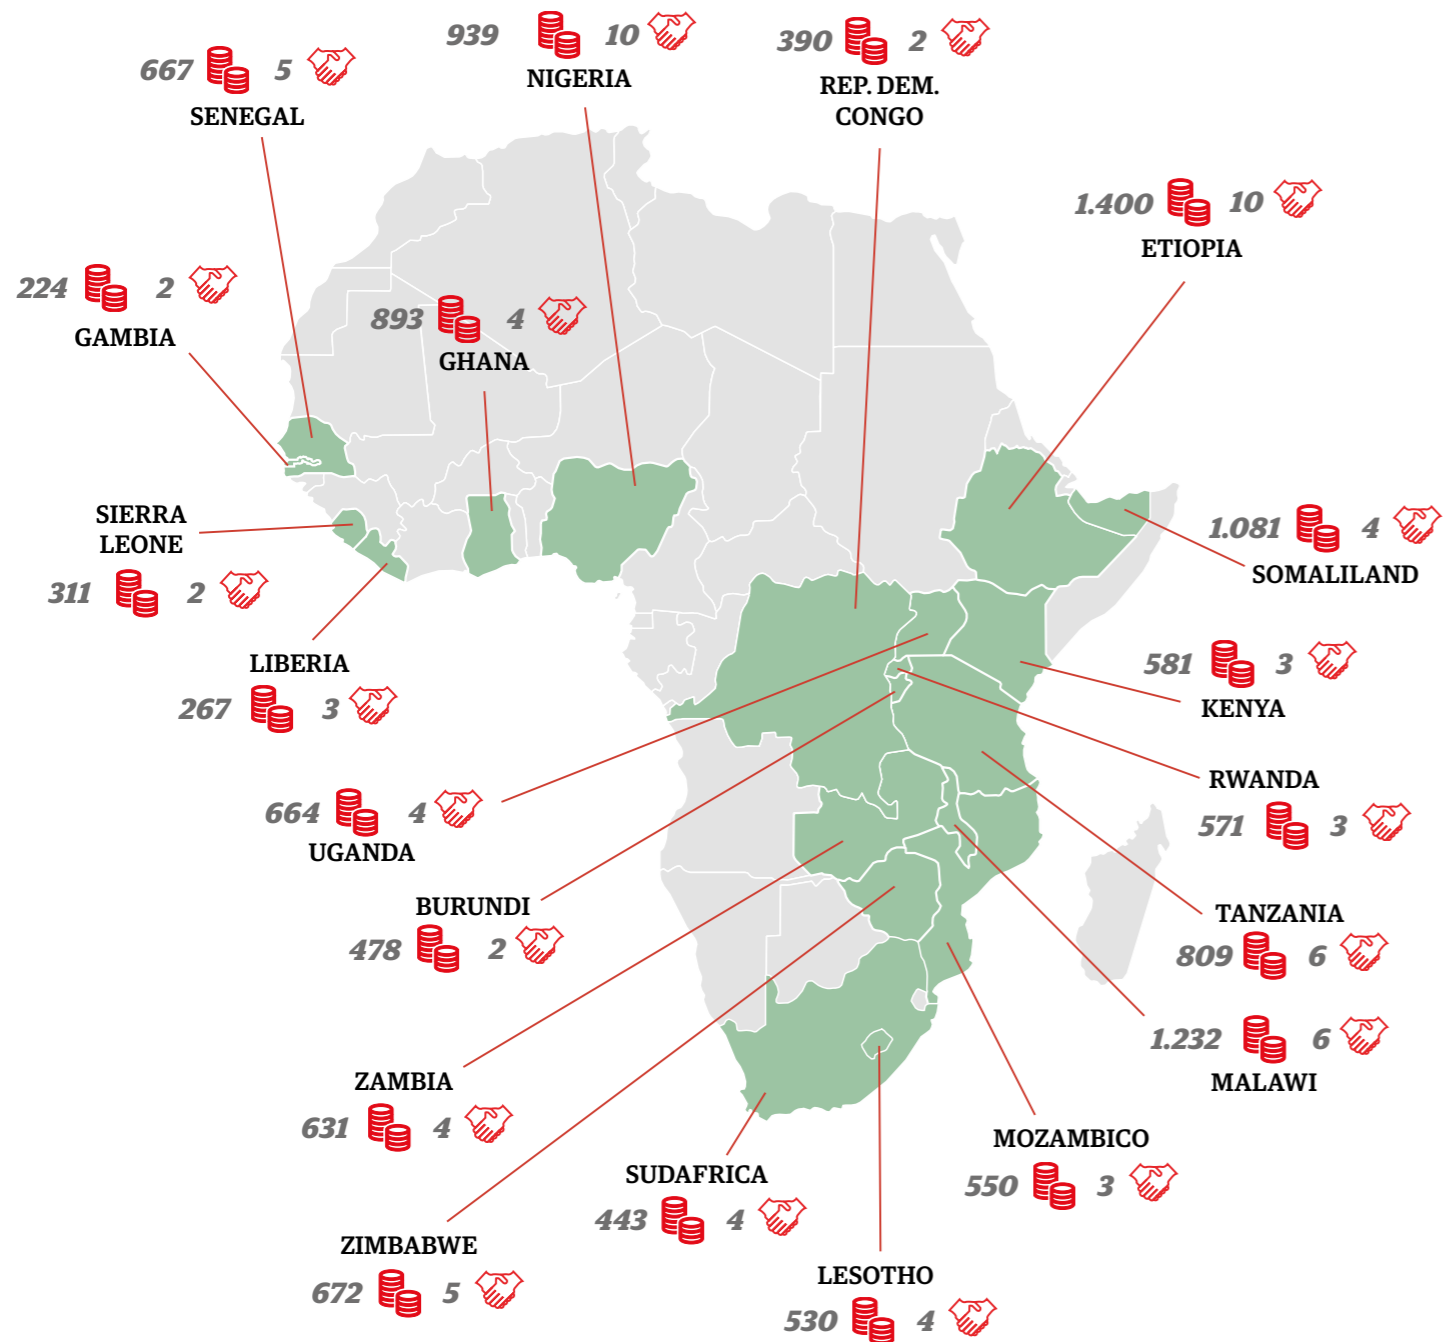 939 10
NIGERIA
390 2
REP. DEM.
CONGO
667 5
SENEGAL
1.400 10
ETIOPIA
224 2
GAMBIA
893 4
GHANA
SIERRA
LEONE
311 2
1.081 4
SOMALILAND
LIBERIA
267 3
581 3
KENYA
RWANDA
571 3
664 4
UGANDA
BURUNDI
478 2
TANZANIA
809 6
1.232 6
MALAWI
ZAMBIA
631 4
MOZAMBICO
550 3
SUDAFRICA
443 4
ZIMBABWE
672 5
LESOTHO
530 4